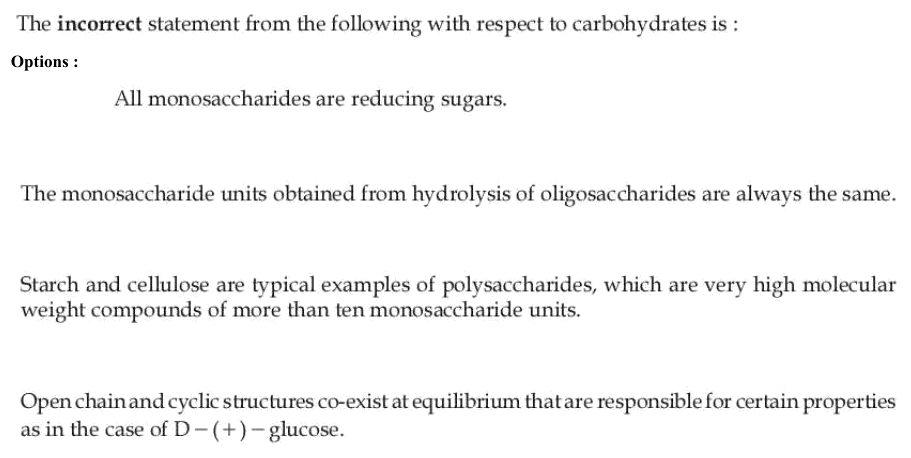 The incorrect statement from the following with respect to carbohydrates is :
Options :
All monosaccharides are reducing sugars.
The monosaccharide units obtained from hydrolysis of oligosaccharides are always the same.
Starch and cellulose are typical examples of polysaccharides, which are very high molecular
weight compounds of more than ten monosaccharide units.
Open chain and cyclic structures co-exist at equilibrium that are responsible for certain properties
as in the case of D – (+) – glucose.